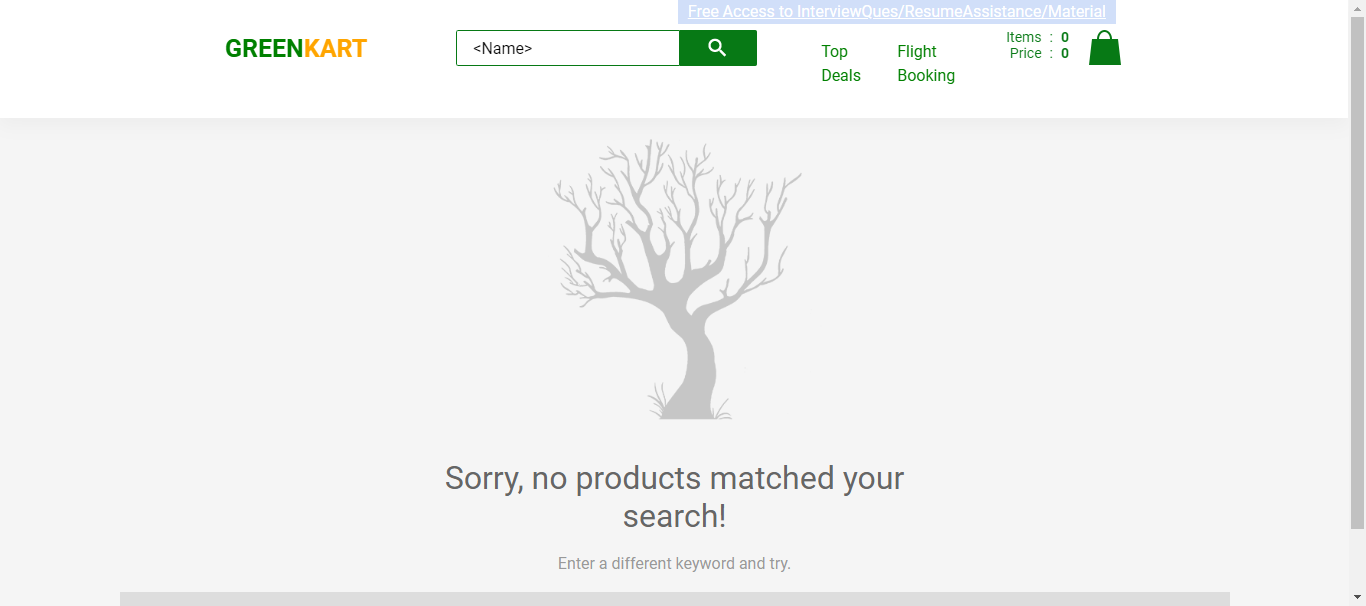 Free Access to InterviewQues/ResumeAssistance/Material
GREENKART
<Name>
Top
Deals
Flight
Booking
Items : 0
Price : 0
Sorry, no products matched your
search!
Enter a different keyword and try.